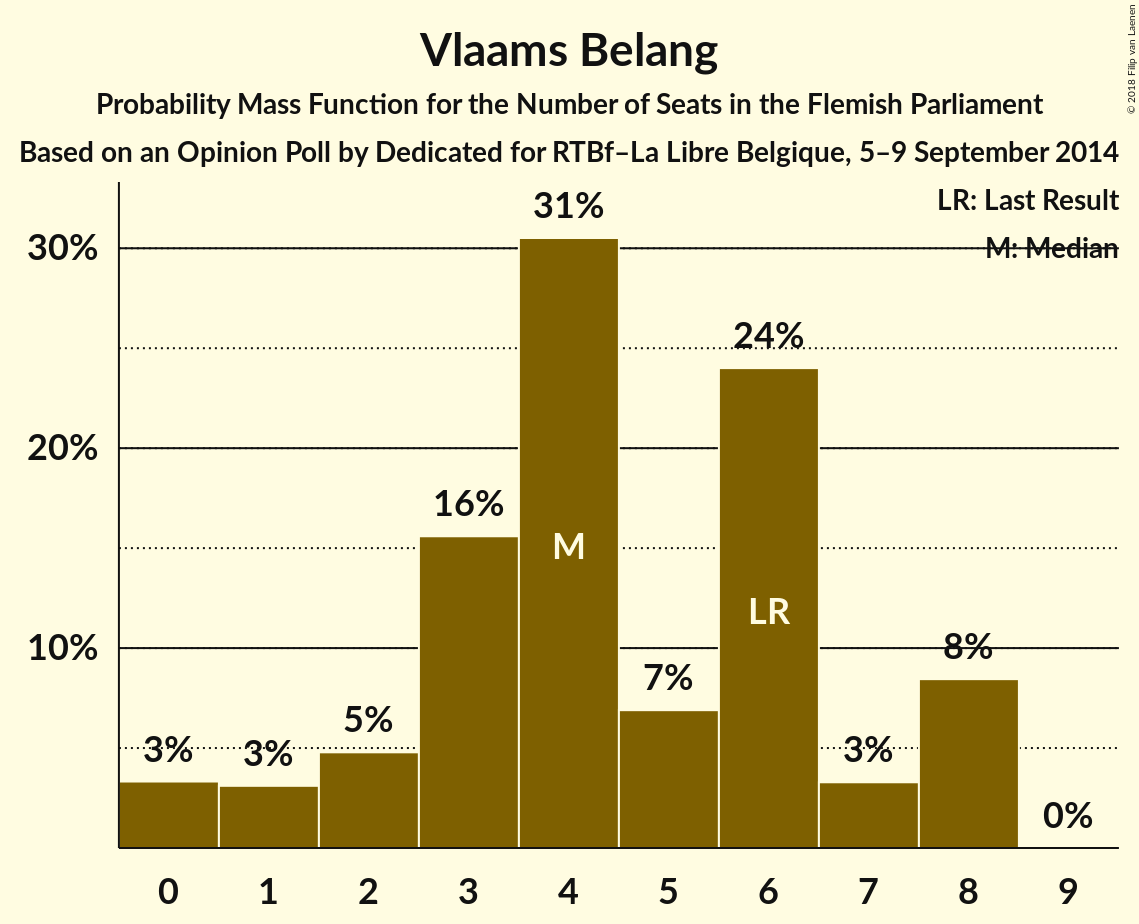 Vlaams Belang
Probability Mass Function for the Number of Seats in the Flemish Parliament
Based on an Opinion Poll by Dedicated for RTBf–La Libre Belgique, 5–9 September 2014
© 2018 Filip van Laenen
LR: Last Result
M: Median
30%
20%
10%
3%
3%
5%
16%
31%
7%
24%
3%
8%
0%
M
LR
0 1 2 3 4 5 6 7 8 9